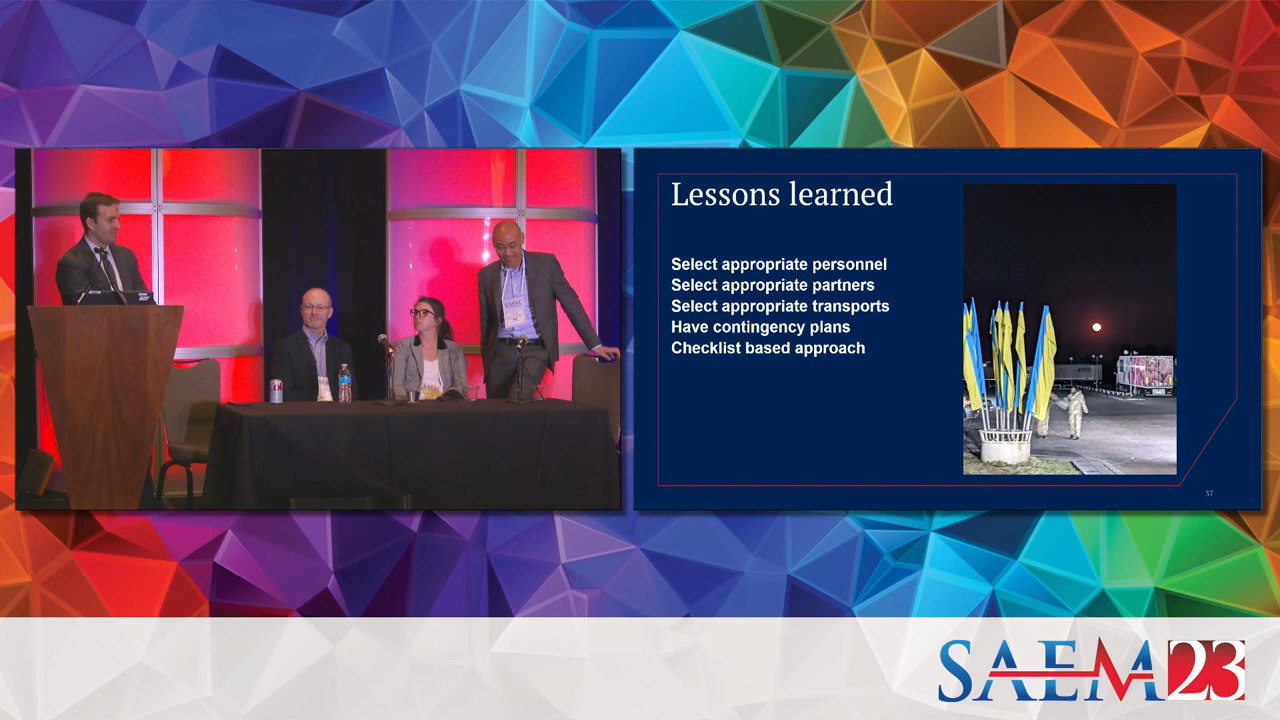 Lessons learned
Select appropriate personnel
Select appropriate partners
Select appropriate transports
Have contingency plans
Checklist based approach
37
SAEM
SAEM23